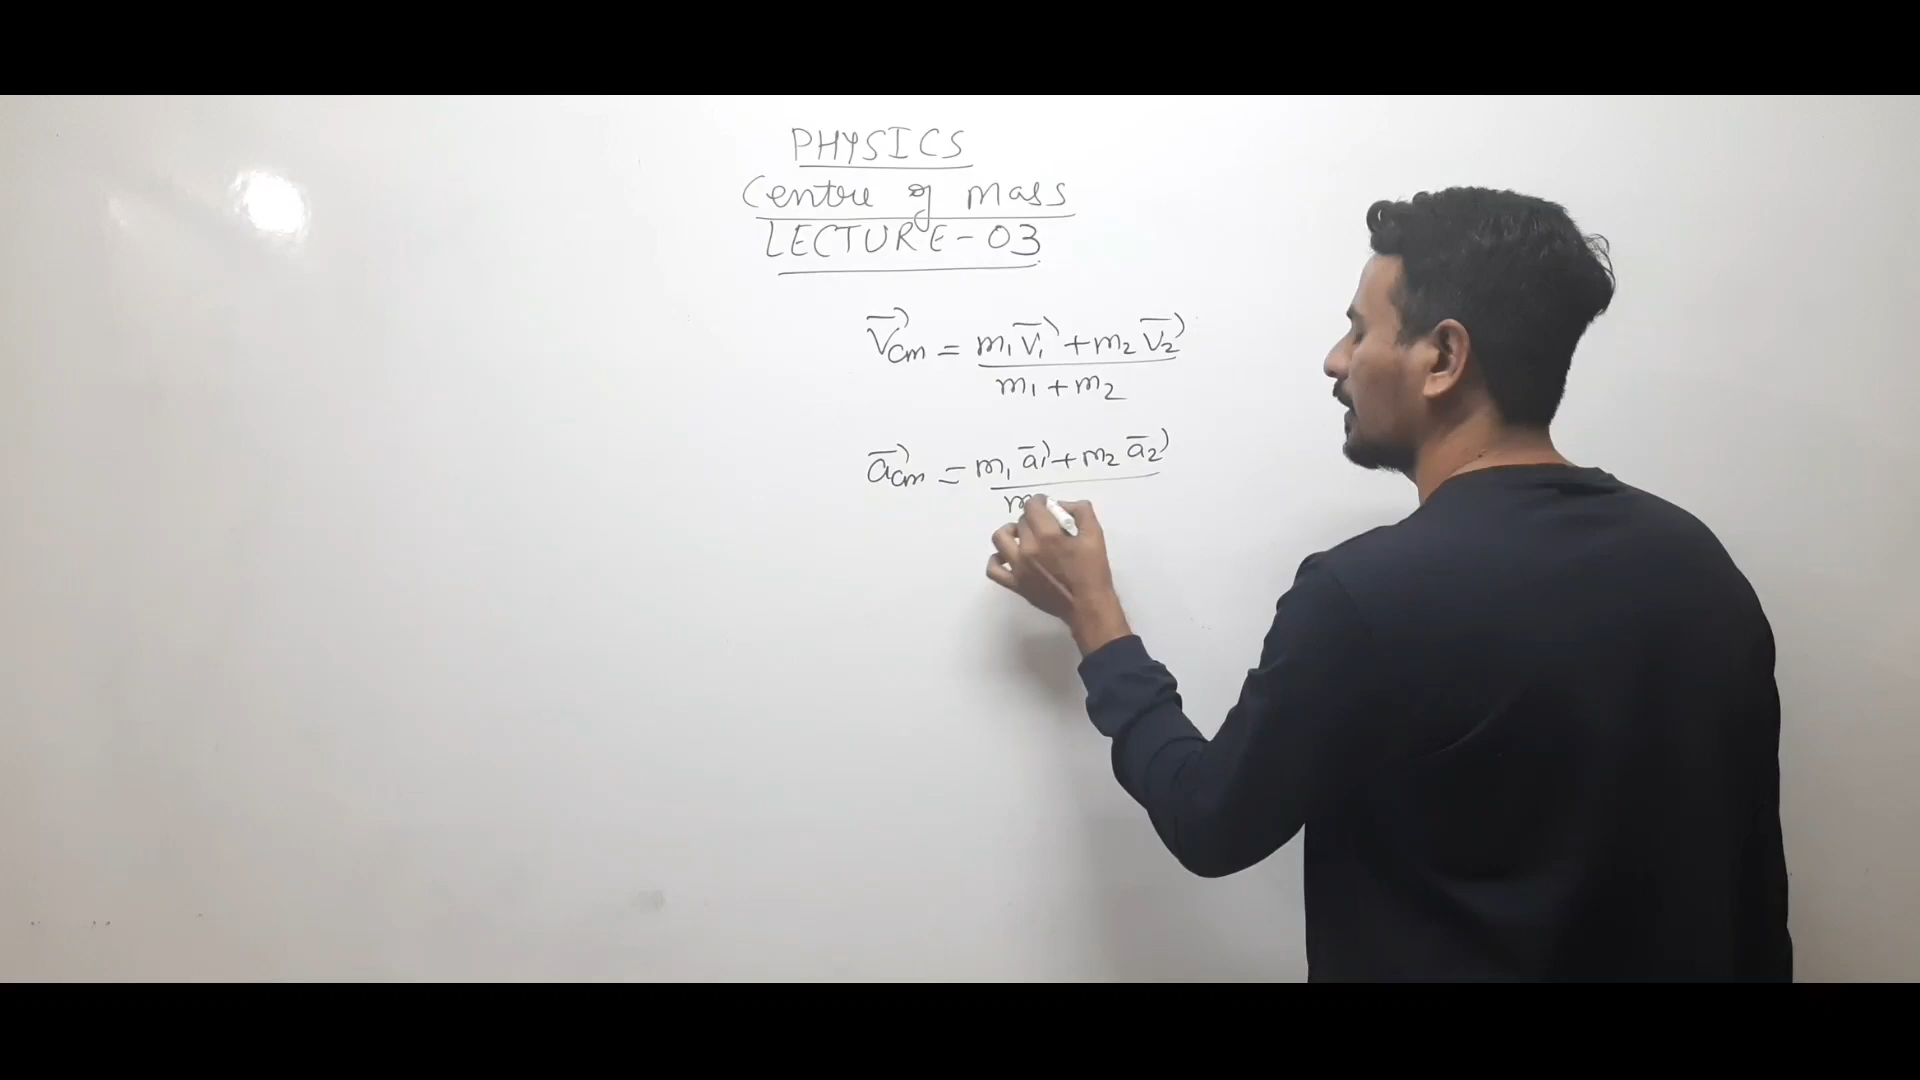 PHYSICS
Centre of Mass
LECTURE-03
V⃗cm = m₁V⃗₁ + m₂V⃗₂
m₁ + m₂
a⃗cm = m₁a⃗₁ + m₂a⃗₂
m